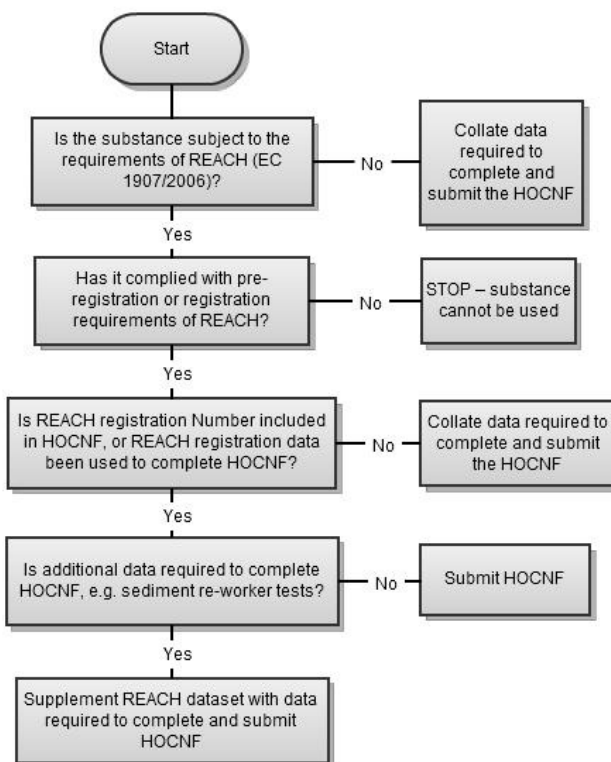 Start
Is the substance subject to the
requirements of REACH (EC
1907/2006)?
No
Collate data
required to
complete and
submit the HOCNF
Yes
Has it complied with pre-
registration or registration
requirements of REACH?
No
STOP – substance
cannot be used
Yes
Is REACH registration Number included
in HOCNF, or REACH registration data
been used to complete HOCNF?
No
Collate data required to
complete and submit
the HOCNF
Yes
Is additional data required to complete
HOCNF, e.g. sediment re-worker tests?
No
Submit HOCNF
Yes
Supplement REACH dataset with data
required to complete and submit
HOCNF